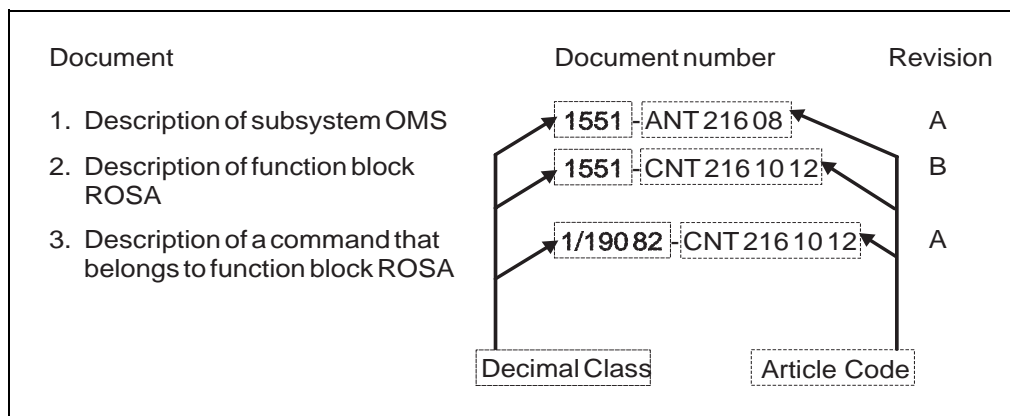 Document Document number Revision
1. Description of subsystem OMS 1551 - ANT 216 08 A
2. Description of function block 1551 - CNT 216 10 12 B
ROSA
3. Description of a command that 1/190 82 - CNT 216 10 12 A
belongs to function block ROSA
Decimal Class Article Code